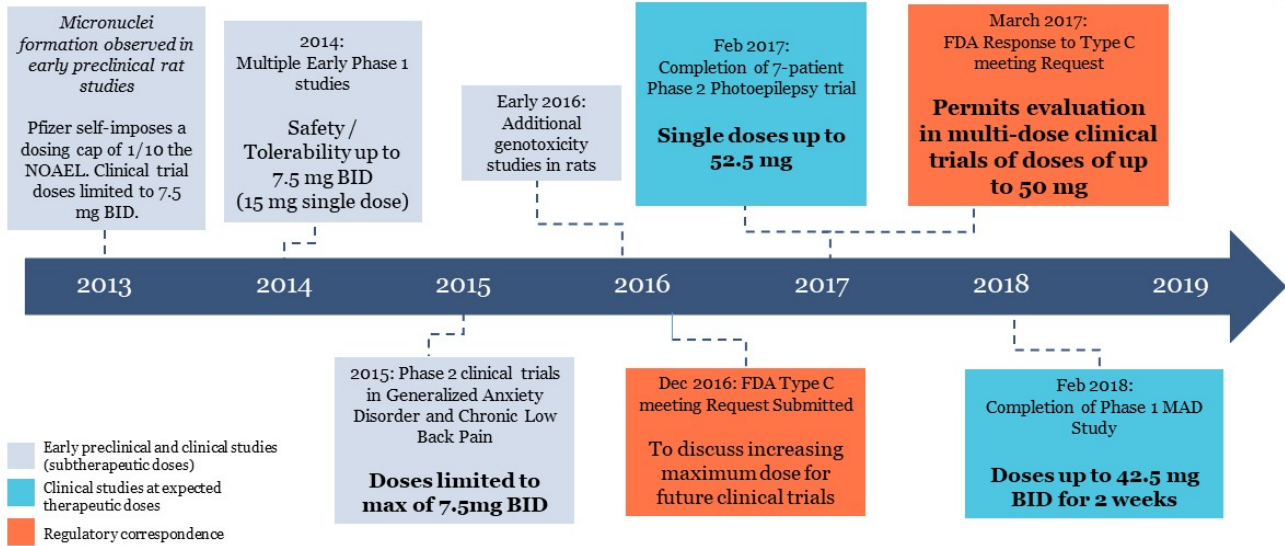 Micronuclei
formation observed in
early preclinical rat
studies
Pfizer self-imposes a
dosing cap of 1/10 the
NOAEL. Clinical trial
doses limited to 7.5
mg BID.
2014:
Multiple Early Phase 1
studies
Safety /
Tolerability up to
7.5 mg BID
(15 mg single dose)
Early 2016:
Additional
genotoxicity
studies in rats
Feb 2017:
Completion of 7-patient
Phase 2 Photoepilepsy trial
Single doses up to
52.5 mg
March 2017:
FDA Response to Type C
meeting Request
Permits evaluation
in multi-dose clinical
trials of doses of up
to 50 mg
2013 2014 2015 2016 2017 2018 2019
2015: Phase 2 clinical trials
in Generalized Anxiety
Disorder and Chronic Low
Back Pain
Doses limited to
max of 7.5mg BID
Dec 2016: FDA Type C
meeting Request Submitted
To discuss increasing
maximum dose for
future clinical trials
Feb 2018:
Completion of Phase 1 MAD
Study
Doses up to 42.5 mg
BID for 2 weeks
Early preclinical and clinical studies
(subtherapeutic doses)
Clinical studies at expected
therapeutic doses
Regulatory correspondence